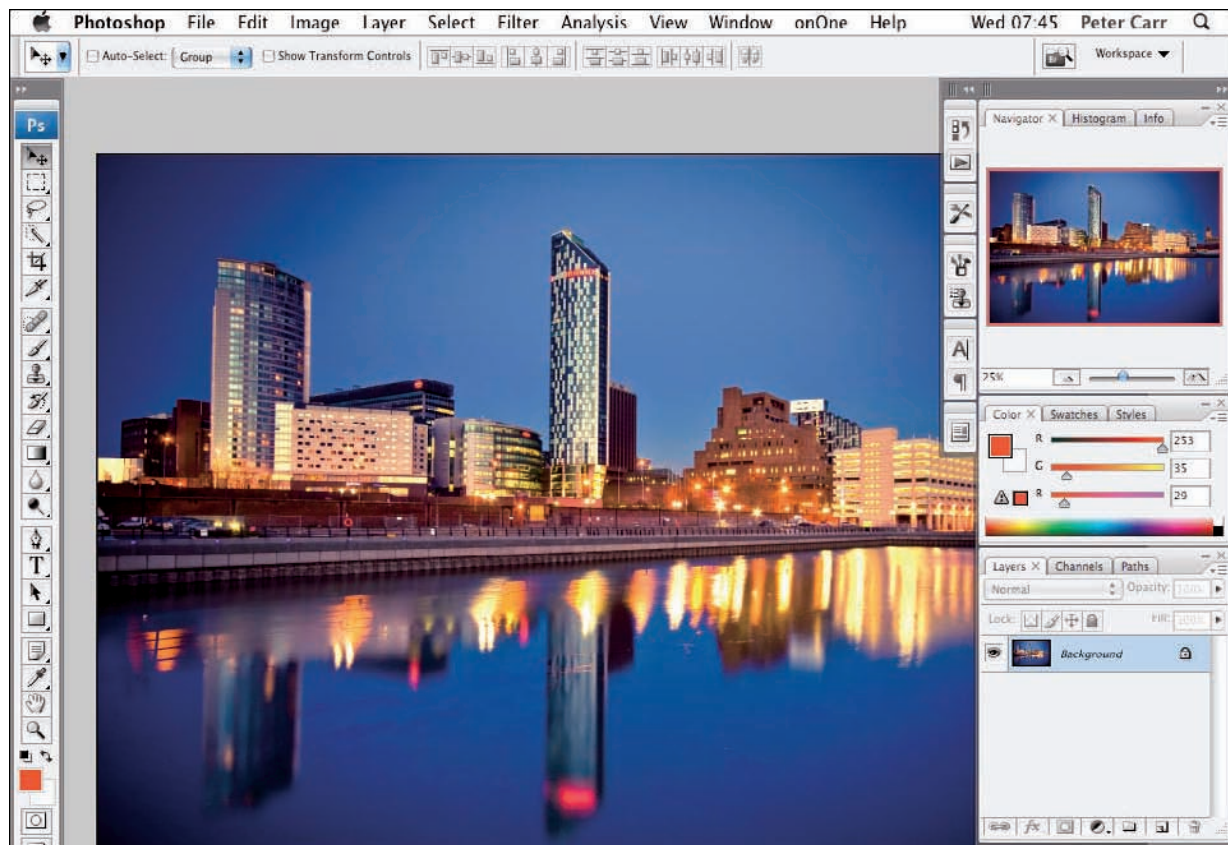 Photoshop File Edit Image Layer Select Filter Analysis View Window onOne Help Wed 07:45 Peter Carr
Auto-Select: Group Show Transform Controls Workspace
Ps
Navigator Histogram Info
25%
Color Swatches Styles
R 253
G 35
B 29
Layers Channels Paths
Normal Opacity: 100%
Lock: Fill: 100%
Background